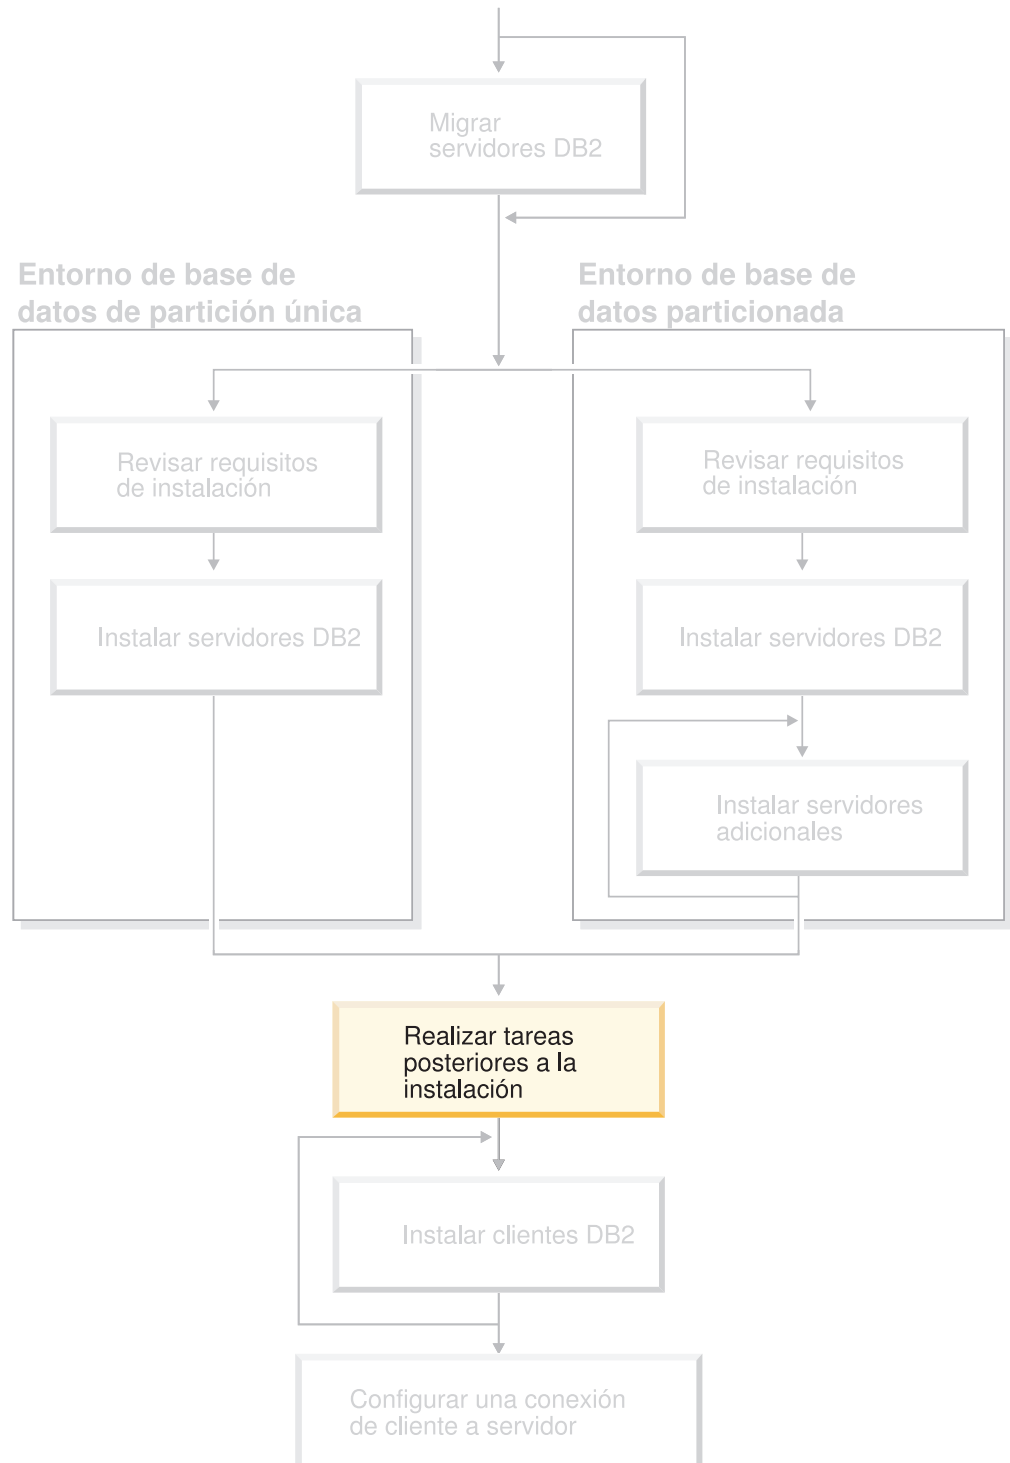 Migrar
servidores DB2
Entorno de base de
datos de partición única
Entorno de base de
datos particionada
Revisar requisitos
de instalación
Revisar requisitos
de instalación
Instalar servidores DB2
Instalar servidores DB2
Instalar servidores
adicionales
Realizar tareas
posteriores a la
instalación
Instalar clientes DB2
Configurar una conexión
de cliente a servidor